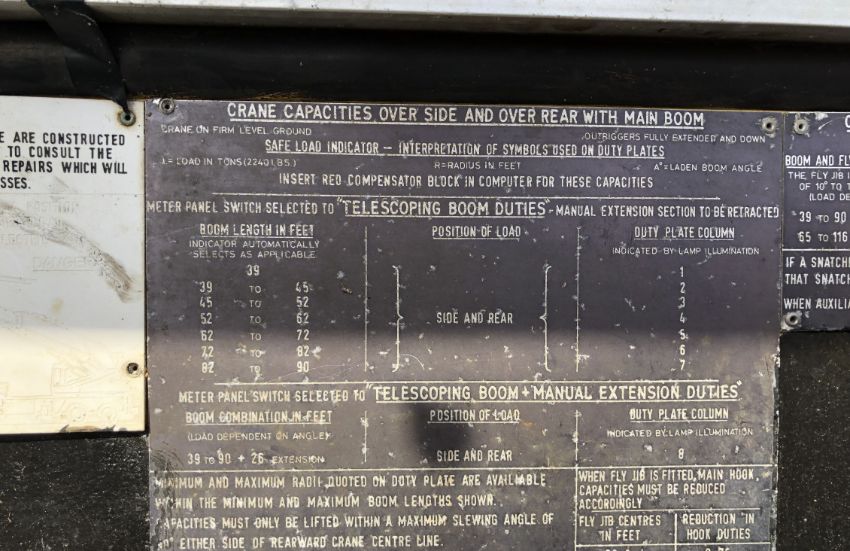 E ARE CONSTRUCTED
TO CONSULT THE
REPAIRS WHICH WILL
SSES.
CRANE CAPACITIES OVER SIDE AND OVER REAR WITH MAIN BOOM
CRANE ON FIRM LEVEL GROUND OUTRIGGERS FULLY EXTENDED AND DOWN
SAFE LOAD INDICATOR – INTERPRETATION OF SYMBOLS USED ON DUTY PLATES
L=LOAD IN TONS (2240 LBS.) R=RADIUS IN FEET A°=LADEN BOOM ANGLE
INSERT RED COMPENSATOR BLOCK IN COMPUTER FOR THESE CAPACITIES
METER PANEL SWITCH SELECTED TO "TELESCOPING BOOM DUTIES" - MANUAL EXTENSION SECTION TO BE RETRACTED
BOOM LENGTH IN FEET POSITION OF LOAD DUTY PLATE COLUMN
INDICATOR AUTOMATICALLY INDICATED BY LAMP ILLUMINATION
SELECTS AS APPLICABLE
39 1
39 TO 45 2
45 TO 52 3
52 TO 62 SIDE AND REAR 4
62 TO 72 5
72 TO 82 6
82 TO 90 7
METER PANEL SWITCH SELECTED TO "TELESCOPING BOOM + MANUAL EXTENSION DUTIES"
BOOM COMBINATION IN FEET POSITION OF LOAD DUTY PLATE COLUMN
(LOAD DEPENDENT ON ANGLE) INDICATED BY LAMP ILLUMINATION
39 TO 90 + 26 EXTENSION SIDE AND REAR 8
MINIMUM AND MAXIMUM RADII QUOTED ON DUTY PLATE ARE AVAILABLE
WITHIN THE MINIMUM AND MAXIMUM BOOM LENGTHS SHOWN.
CAPACITIES MUST ONLY BE LIFTED WITHIN A MAXIMUM SLEWING ANGLE OF
EITHER SIDE OF REARWARD CRANE CENTRE LINE.
WHEN FLY JIB IS FITTED, MAIN HOOK
CAPACITIES MUST BE REDUCED
ACCORDINGLY
FLY JIB CENTRES REDUCTION IN
IN FEET HOOK DUTIES
BOOM AND FL
THE FLY JIB I
OF 10° TO T
(LOAD DE
39 TO 90
65 TO 116
IF A SNATCH
THAT SNATCH
WHEN AUXILIA